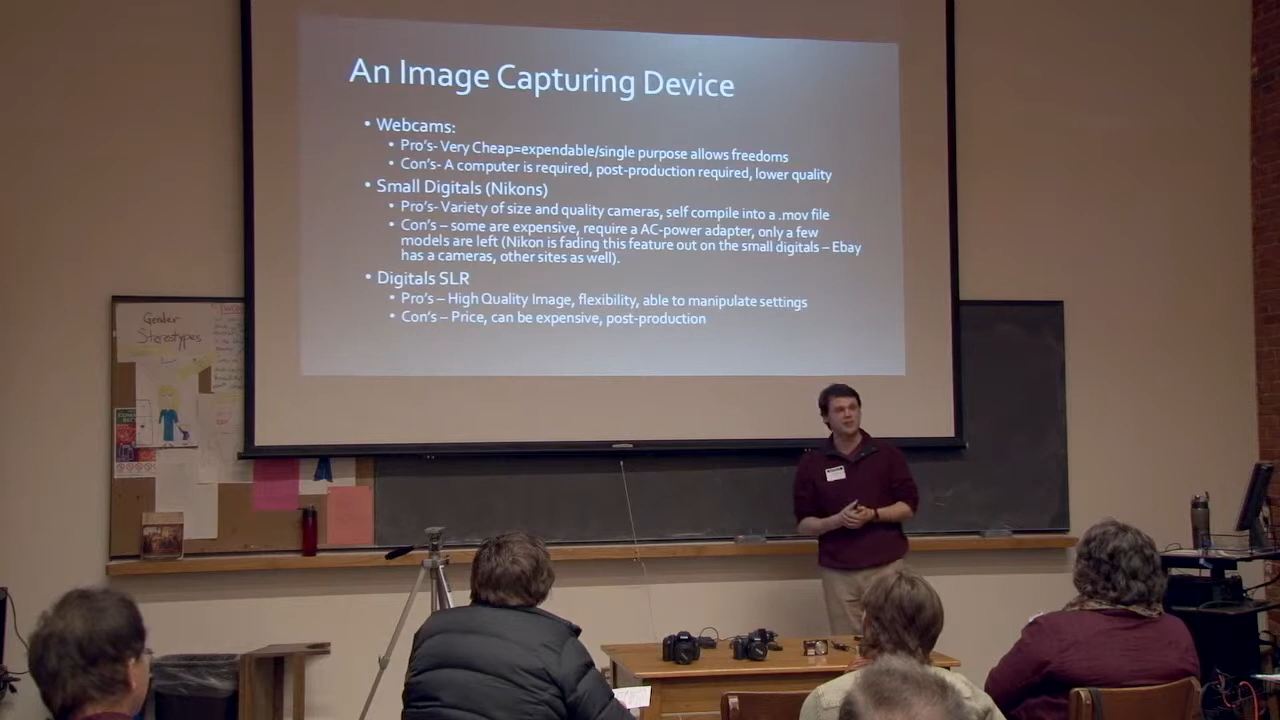 An Image Capturing Device
• Webcams:
• Pro's- Very Cheap=expendable/single purpose allows freedoms
• Con's- A computer is required, post-production required, lower quality
• Small Digitals (Nikons)
• Pro's- Variety of size and quality cameras, self compile into a .mov file
• Con's – some are expensive, require a AC-power adapter, only a few
models are left (Nikon is fading this feature out on the small digitals – Ebay
has a cameras, other sites as well).
• Digitals SLR
• Pro's – High Quality Image, flexibility, able to manipulate settings
• Con's – Price, can be expensive, post-production
Gender
Stereotypes